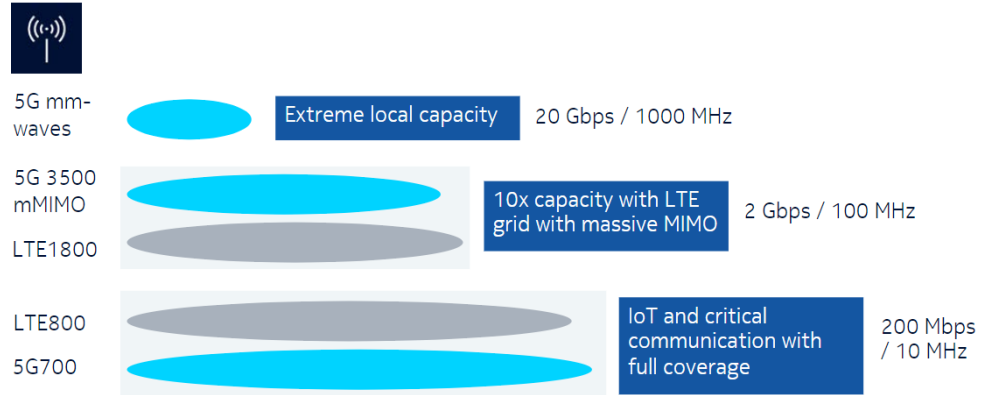 5G mm-
waves
Extreme local capacity
20 Gbps / 1000 MHz
5G 3500
mMIMO
LTE1800
10x capacity with LTE
grid with massive MIMO
2 Gbps / 100 MHz
LTE800
5G700
IoT and critical
communication with
full coverage
200 Mbps
/ 10 MHz